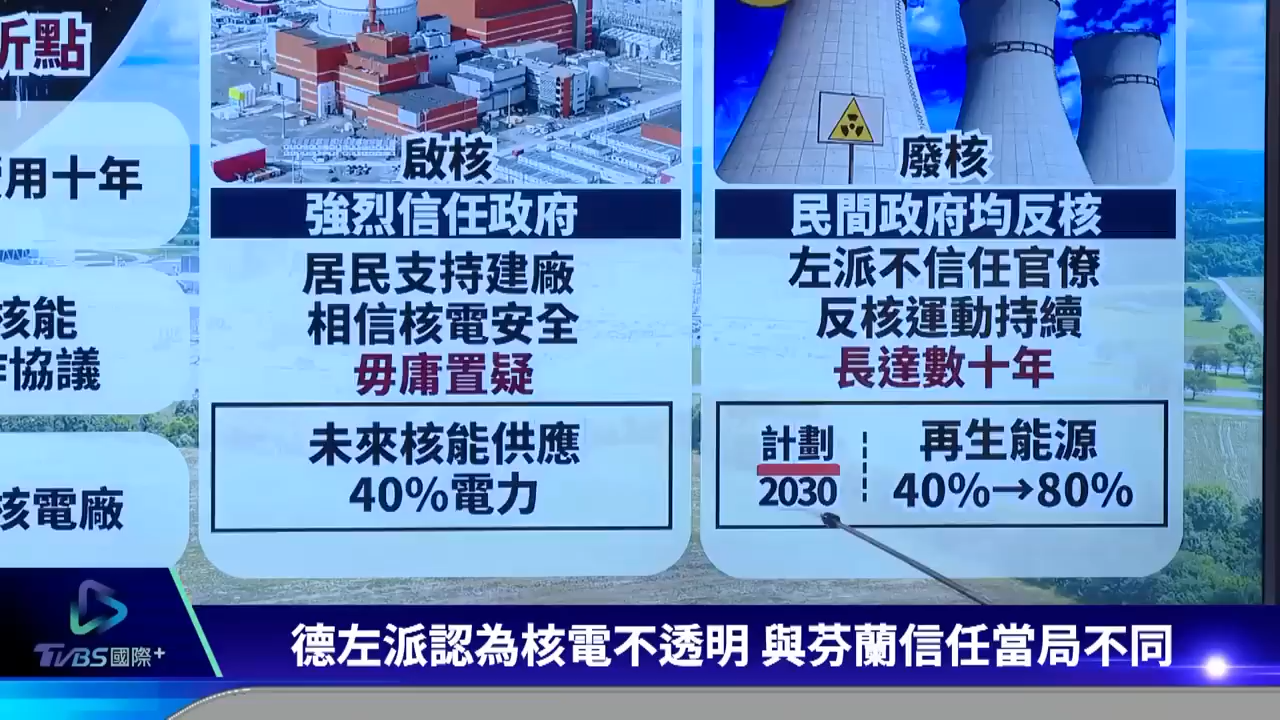 斤點
用十年
核能
協議
核電廠
啟核
強烈信任政府
居民支持建廠
相信核電安全
毋庸置疑
未來核能供應
40%電力
廢核
民間政府均反核
左派不信任官僚
反核運動持續
長達數十年
計劃
2030
再生能源
40%→80%
TVBS國際+
德左派認為核電不透明 與芬蘭信任當局不同